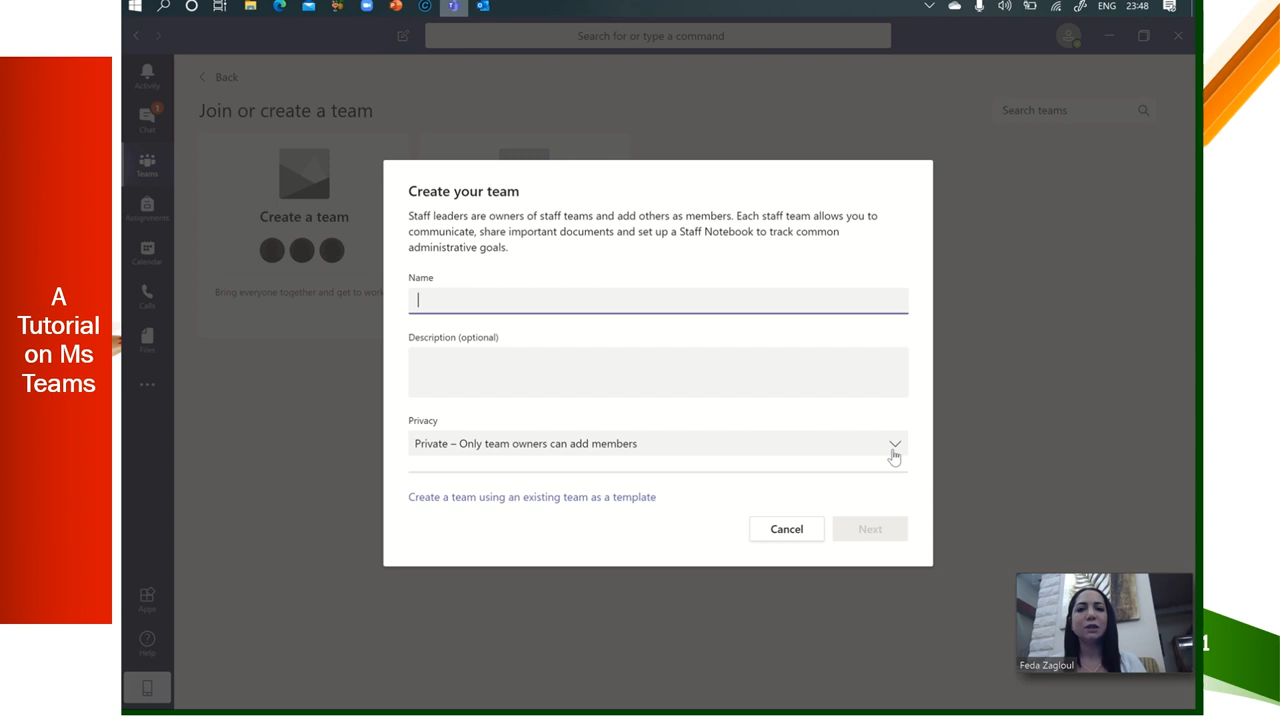 ENG
23:48
Search for or type a command
Activity
Back
Join or create a team
Search teams
1
Chat
Teams
Create a team
Assignments
Calendar
Bring everyone together and get to work
Calls
Files
Create your team
Staff leaders are owners of staff teams and add others as members. Each staff team allows you to
communicate, share important documents and set up a Staff Notebook to track common
administrative goals.
Name
Description (optional)
Privacy
Private – Only team owners can add members
Create a team using an existing team as a template
Cancel
Next
Apps
Help
A
Tutorial
on Ms
Teams
Feda Zagloul
1